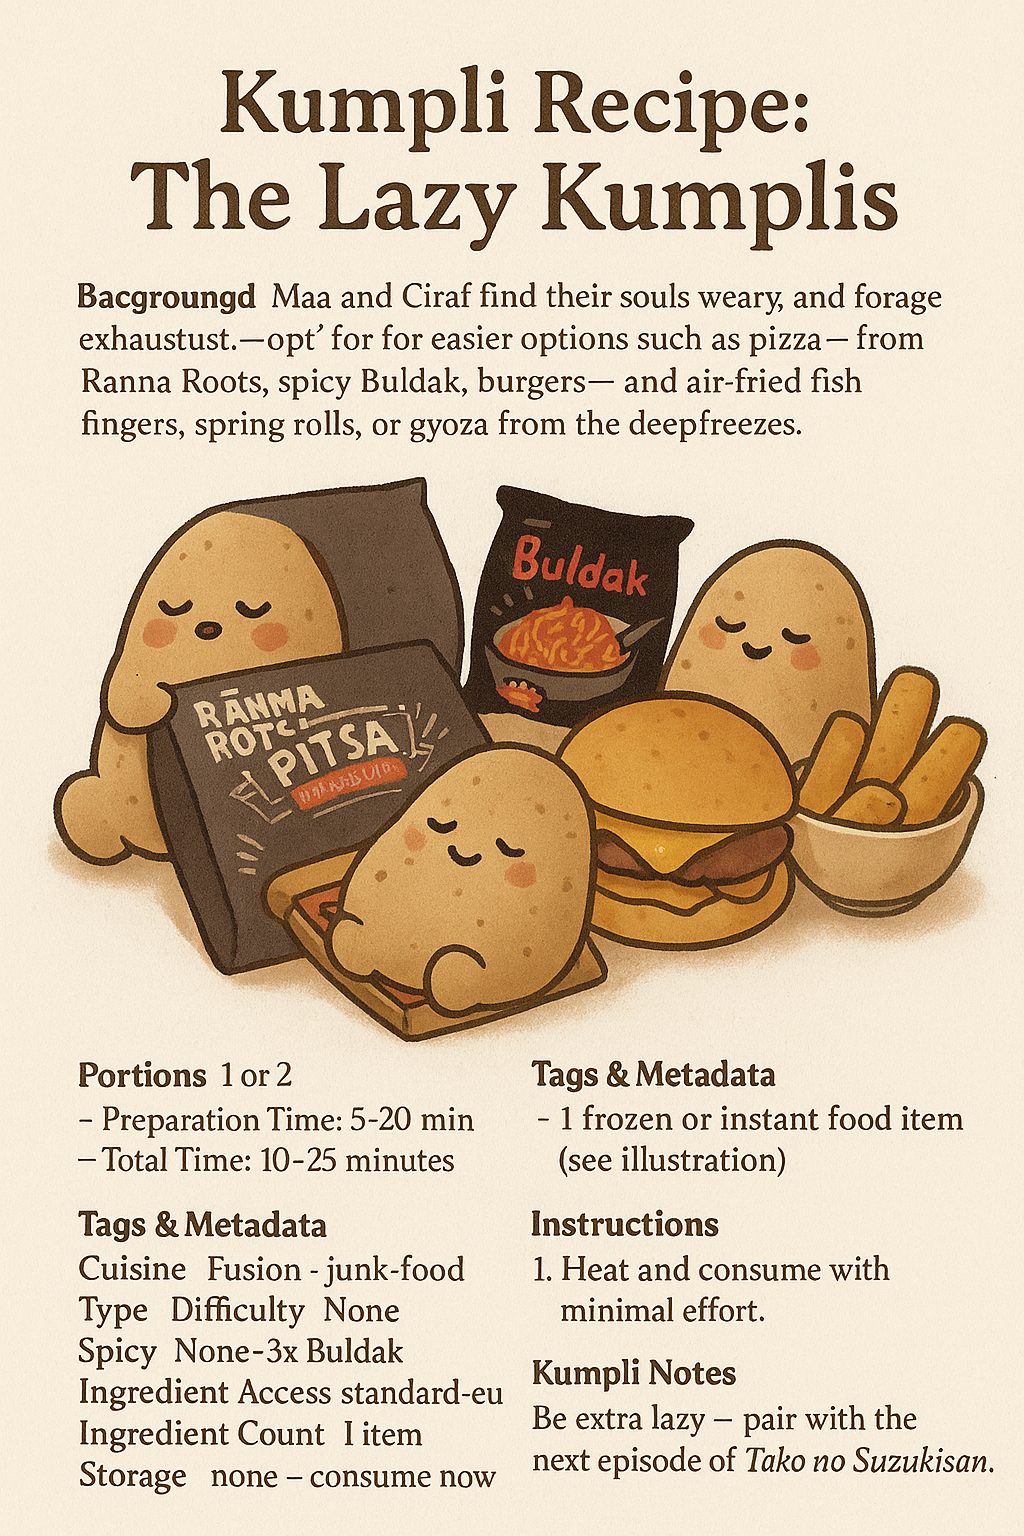 Kumpli Recipe:
The Lazy Kumplis
Bacgroungd Maa and Ciraf find their souls weary, and forage
exhaustust.—opt’ for for easier options such as pizza— from
Ranna Roots, spicy Buldak, burgers— and air-fried fish
fingers, spring rolls, or gyoza from the deepfreezes.
Buldak
RĀNMA
PITSA
Portions 1 or 2
– Preparation Time: 5-20 min
– Total Time: 10-25 minutes
Tags & Metadata
Cuisine Fusion - junk-food
Type Difficulty None
Spicy None-3x Buldak
Ingredient Access standard-eu
Ingredient Count I item
Storage none – consume now
Tags & Metadata
- 1 frozen or instant food item
(see illustration)
Instructions
1. Heat and consume with
minimal effort.
Kumpli Notes
Be extra lazy – pair with the
next episode of Tako no Suzukisan.